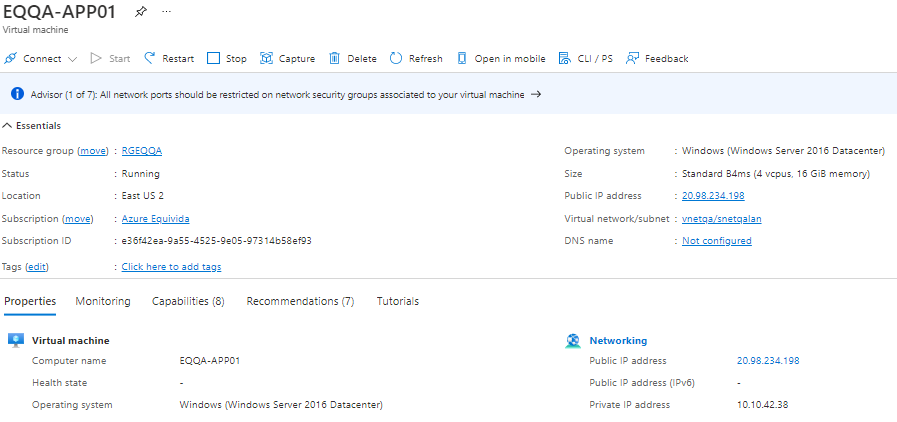 EQQA-APP01
Virtual machine
Connect Start Restart Stop Capture Delete Refresh Open in mobile CLI / PS Feedback
Advisor (1 of 7): All network ports should be restricted on network security groups associated to your virtual machine →
Essentials
Resource group (move) : RGEQQA Operating system : Windows (Windows Server 2016 Datacenter)
Status : Running Size : Standard B4ms (4 vcpus, 16 GiB memory)
Location : East US 2 Public IP address : 20.98.234.198
Subscription (move) : Azure Equivida Virtual network/subnet : vnetqa/snetqalan
Subscription ID : e36f42ea-9a55-4525-9e05-97314b58ef93 DNS name : Not configured
Tags (edit) : Click here to add tags
Properties Monitoring Capabilities (8) Recommendations (7) Tutorials
Virtual machine Networking
Computer name EQQA-APP01 Public IP address 20.98.234.198
Health state - Public IP address (IPv6) -
Operating system Windows (Windows Server 2016 Datacenter) Private IP address 10.10.42.38